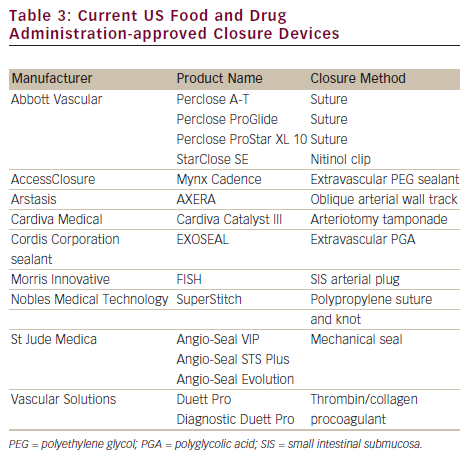 Table 3: Current US Food and Drug
Administration-approved Closure Devices
Manufacturer Product Name Closure Method
Abbott Vascular Perclose A-T Suture
Perclose ProGlide Suture
Perclose ProStar XL 10 Suture
StarClose SE Nitinol clip
AccessClosure Mynx Cadence Extravascular PEG sealant
Arstasis AXERA Oblique arterial wall track
Cardiva Medical Cardiva Catalyst III Arteriotomy tamponade
Cordis Corporation EXOSEAL Extravascular PGA
sealant
Morris Innovative FISH SIS arterial plug
Nobles Medical Technology SuperStitch Polypropylene suture
and knot
St Jude Medica Angio-Seal VIP Mechanical seal
Angio-Seal STS Plus
Angio-Seal Evolution
Vascular Solutions Duett Pro Thrombin/collagen
Diagnostic Duett Pro procoagulant
PEG = polyethylene glycol; PGA = polyglycolic acid; SIS = small intestinal submucosa.